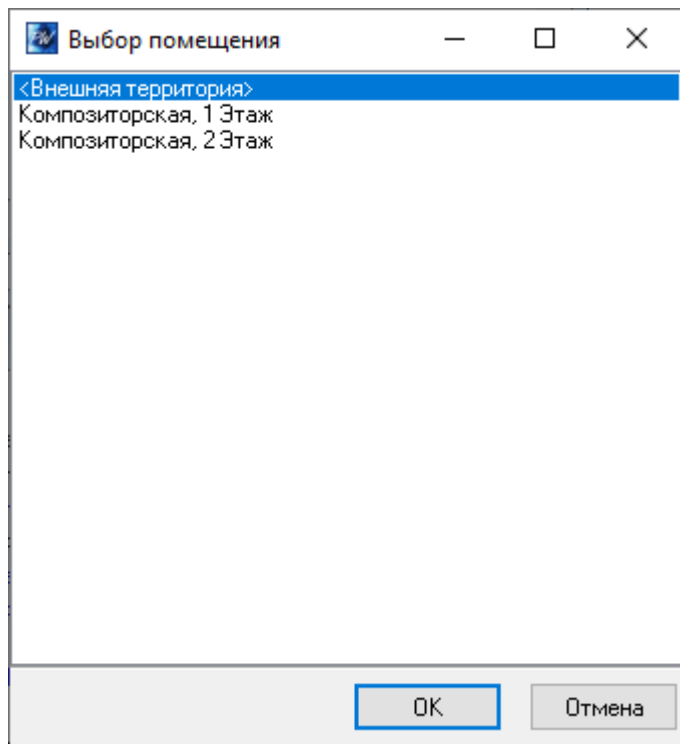 Выбор помещения
<Внешняя территория>
Композиторская, 1 Этаж
Композиторская, 2 Этаж
OK
Отмена